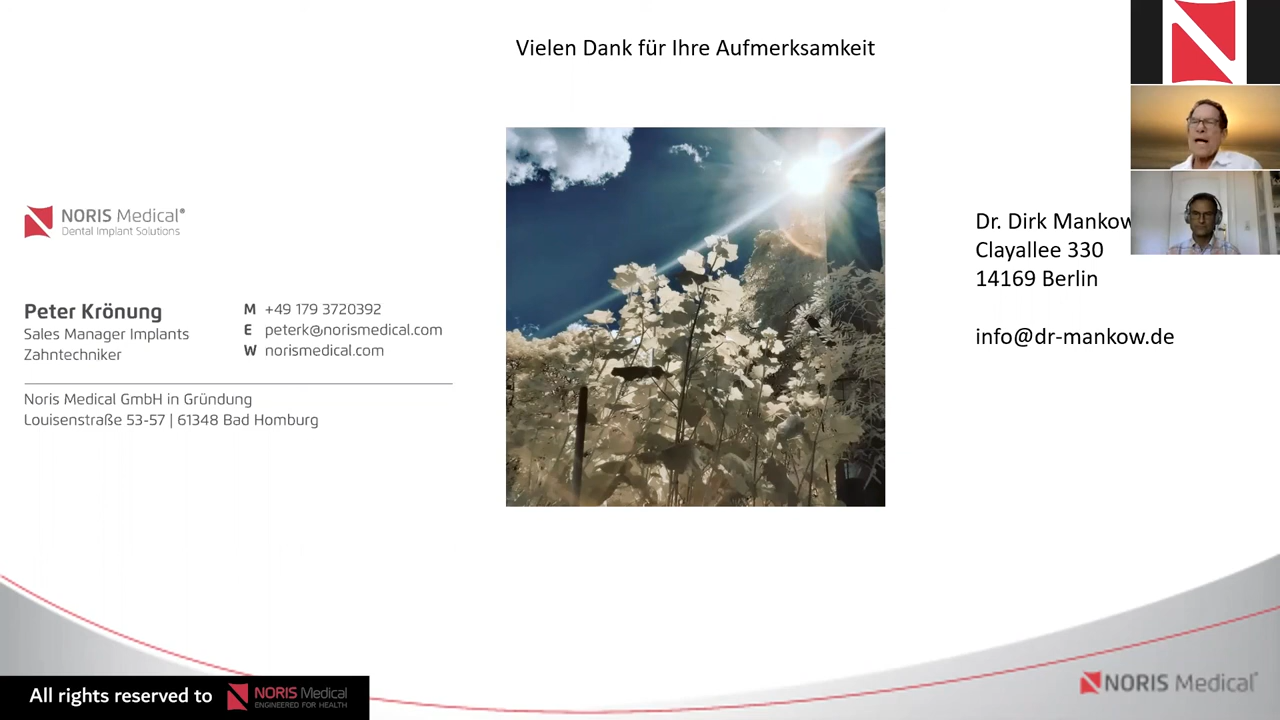 Vielen Dank für Ihre Aufmerksamkeit
NORIS Medical®
Dental Implant Solutions
Peter Krönung
Sales Manager Implants
Zahntechniker
M +49 179 3720392
E peterk@norismedical.com
W norismedical.com
Noris Medical GmbH in Gründung
Louisenstraße 53-57 | 61348 Bad Homburg
Dr. Dirk Mankow
Clayallee 330
14169 Berlin
info@dr-mankow.de
All rights reserved to NORIS Medical
ENGINEERED FOR HEALTH
NORIS Medical®